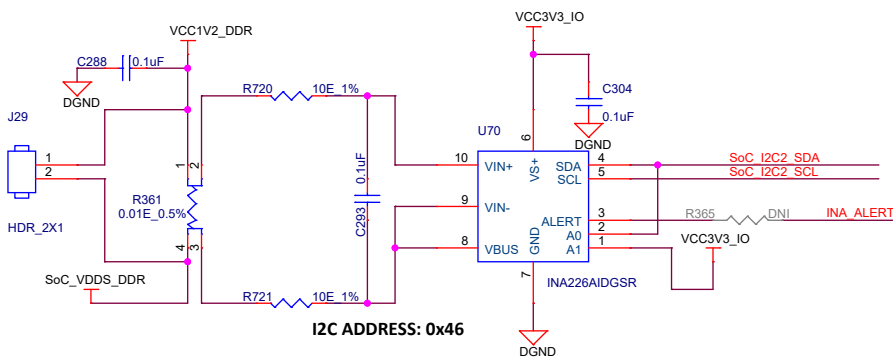 VCC1V2_DDR
VCC3V3_IO
C288
0.1uF
DGND
R720
10E_1%
C304
0.1uF
DGND
J29
1
2
HDR_2X1
1
2
R361
0.01E_0.5%
4
3
0.1uF
C293
U70
6
10
VIN+
VS+
SDA
4
SoC_I2C2_SDA
SCL
5
SoC_I2C2_SCL
9
VIN-
ALERT
3
R365
DNI
INA_ALERT
A0
2
8
VBUS
GND
A1
1
VCC3V3_IO
7
INA226AIDGSR
SoC_VDDS_DDR
R721
10E_1%
I2C ADDRESS: 0x46
DGND